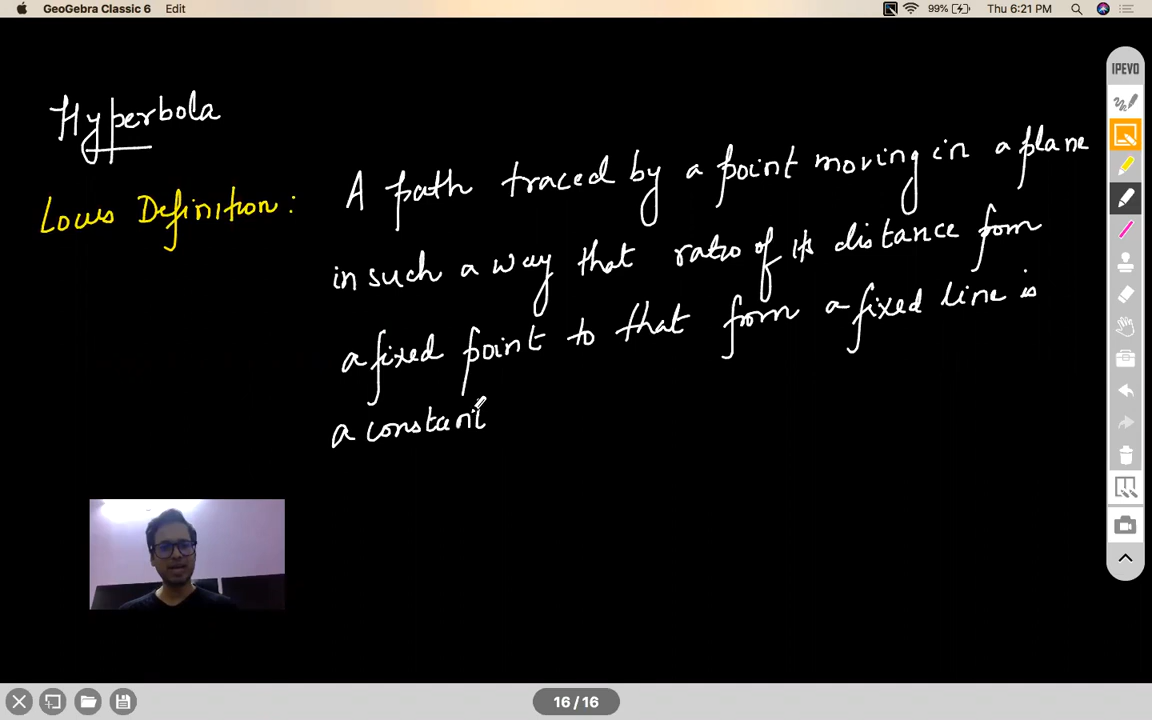 GeoGebra Classic 6 Edit 99% Thu 6:21 PM
IPEVO
Hyperbola
Locus Definition: A path traced by a point moving in a plane
in such a way that ratio of its distance from
a fixed point to that from a fixed line is
a constant
16 / 16